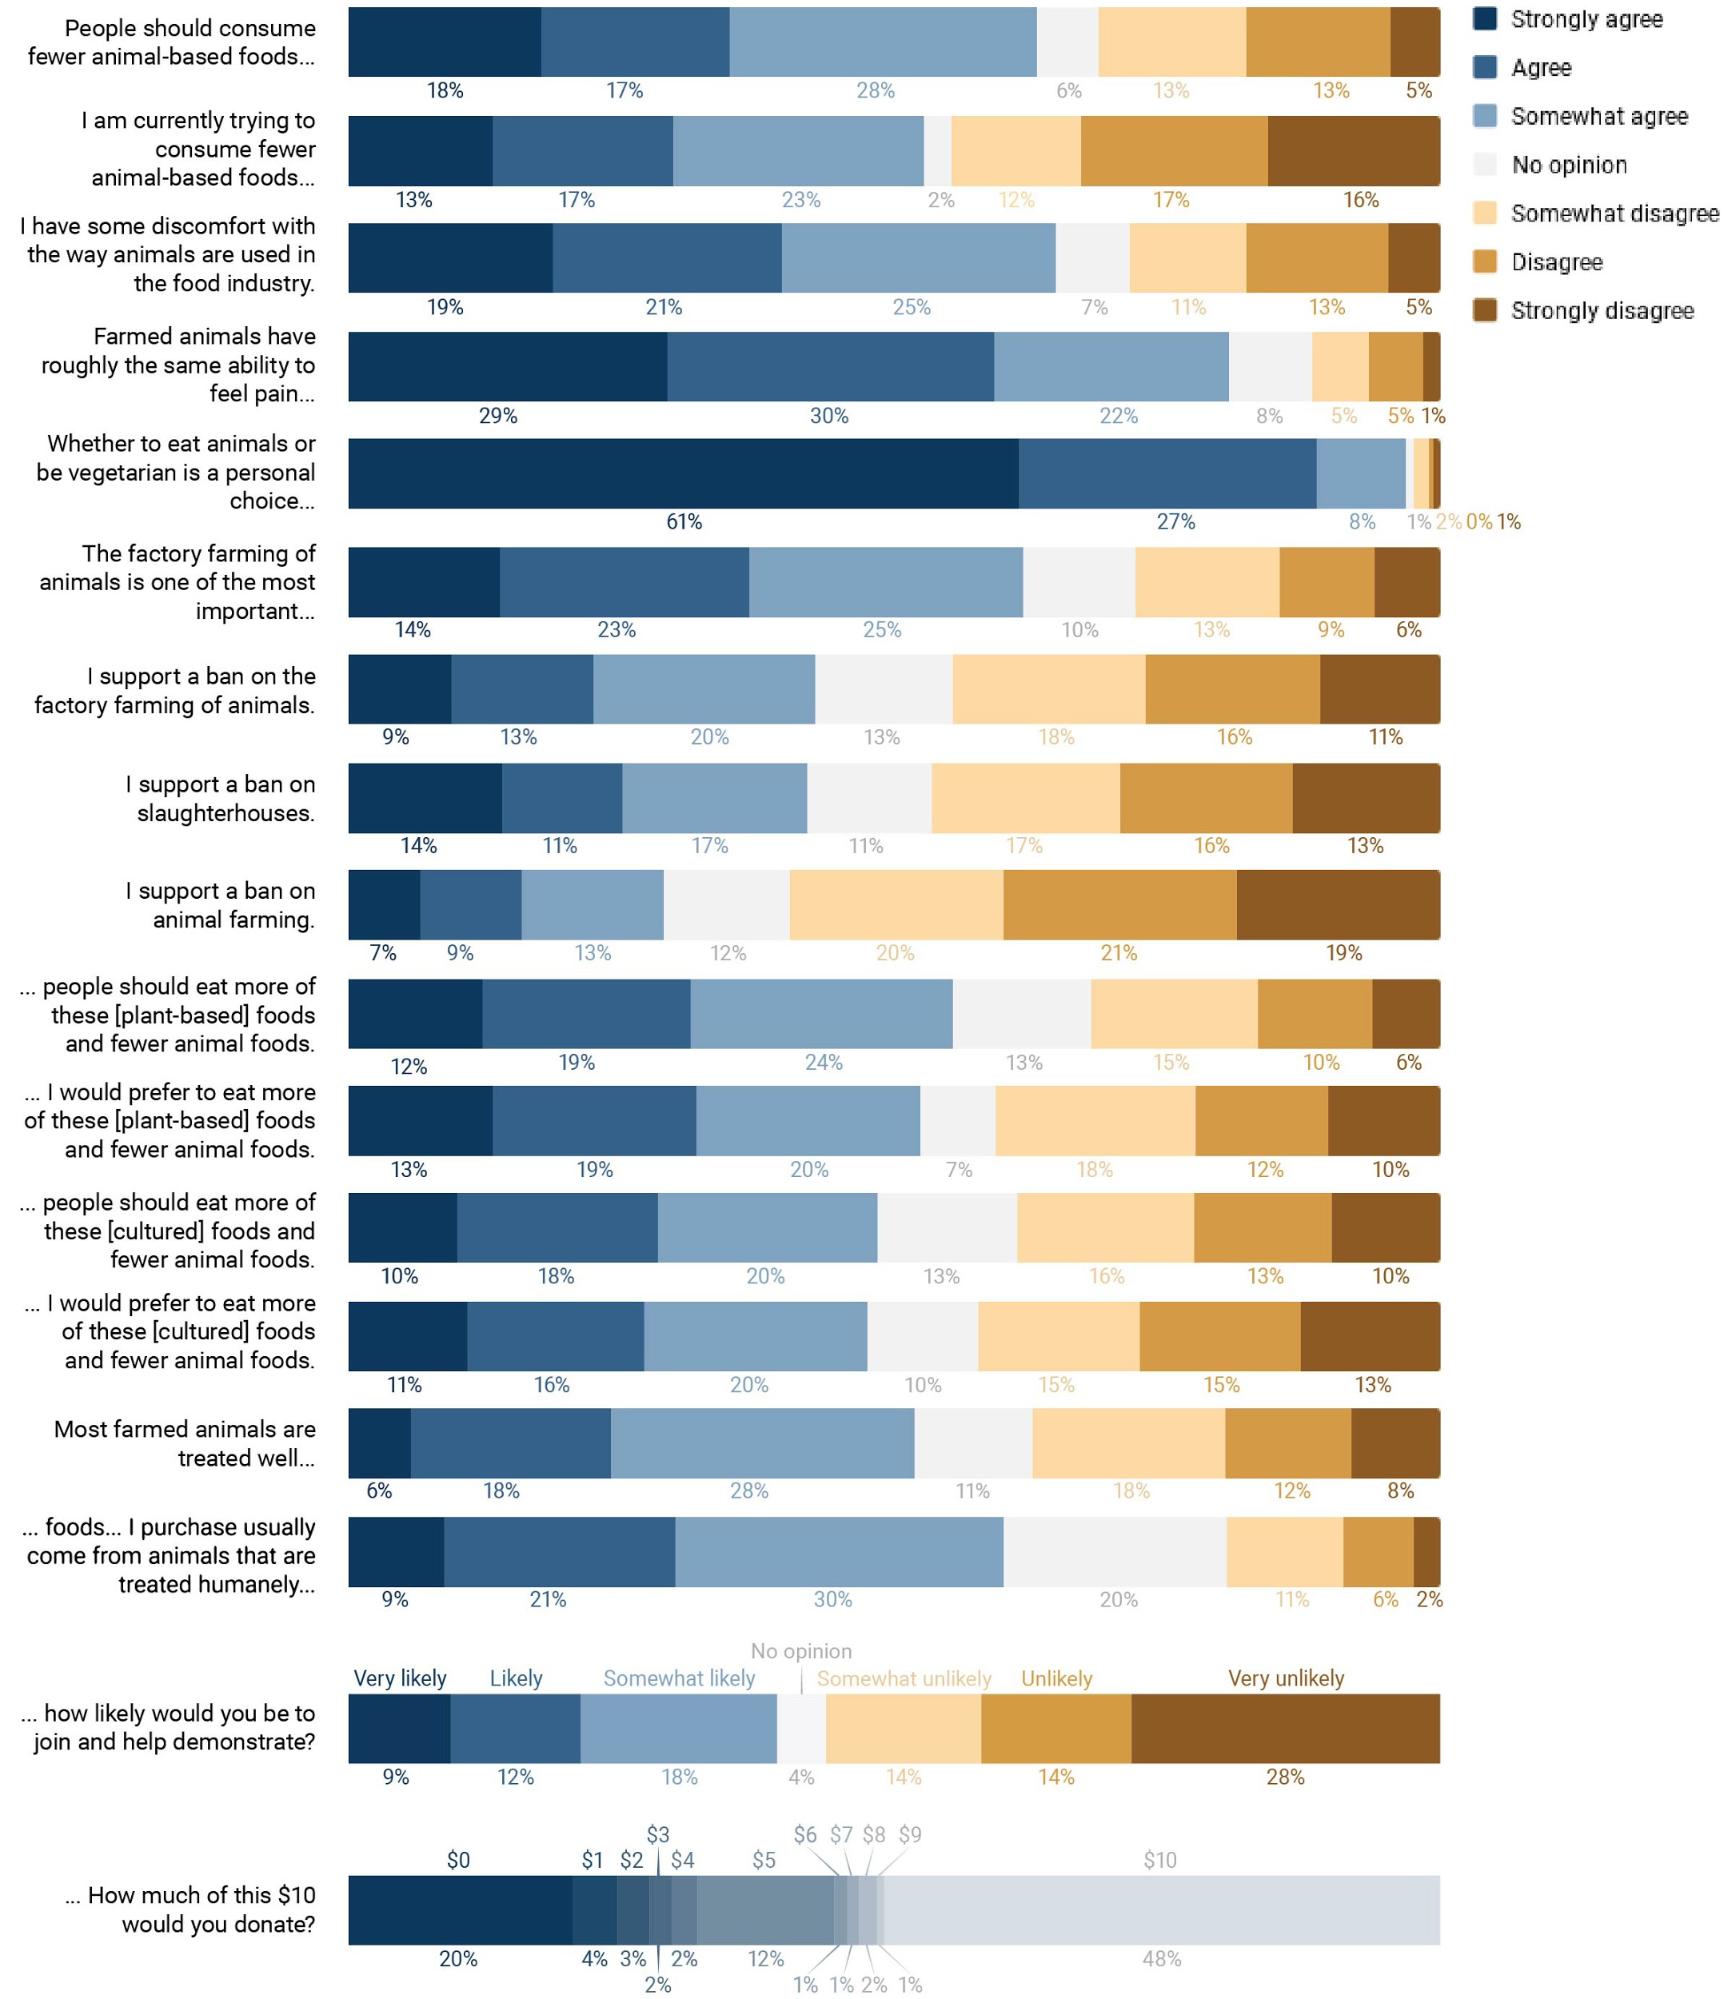 People should consume
fewer animal-based foods...
18% 17% 28% 6% 13% 13% 5%
I am currently trying to
consume fewer
animal-based foods...
13% 17% 23% 2% 12% 17% 16%
I have some discomfort with
the way animals are used in
the food industry.
19% 21% 25% 7% 11% 13% 5%
Farmed animals have
roughly the same ability to
feel pain...
29% 30% 22% 8% 5% 5% 1%
Whether to eat animals or
be vegetarian is a personal
choice...
61% 27% 8% 1% 2% 0% 1%
The factory farming of
animals is one of the most
important...
14% 23% 25% 10% 13% 9% 6%
I support a ban on the
factory farming of animals.
9% 13% 20% 13% 18% 16% 11%
I support a ban on
slaughterhouses.
14% 11% 17% 11% 17% 16% 13%
I support a ban on
animal farming.
7% 9% 13% 12% 20% 21% 19%
... people should eat more of
these [plant-based] foods
and fewer animal foods.
12% 19% 24% 13% 15% 10% 6%
... I would prefer to eat more
of these [plant-based] foods
and fewer animal foods.
13% 19% 20% 7% 18% 12% 10%
... people should eat more of
these [cultured] foods and
fewer animal foods.
10% 18% 20% 13% 16% 13% 10%
... I would prefer to eat more
of these [cultured] foods
and fewer animal foods.
11% 16% 20% 10% 15% 15% 13%
Most farmed animals are
treated well...
6% 18% 28% 11% 18% 12% 8%
... foods... I purchase usually
come from animals that are
treated humanely...
9% 21% 30% 20% 11% 6% 2%
No opinion
Very likely Likely Somewhat likely Somewhat unlikely Unlikely Very unlikely
... how likely would you be to
join and help demonstrate?
9% 12% 18% 4% 14% 14% 28%
$3 $6 $7 $8 $9
$0 $1 $2 $4 $5 $10
... How much of this $10
would you donate?
20% 4% 3% 2% 12% 48%
2% 1% 1% 2% 1%
Strongly agree
Agree
Somewhat agree
No opinion
Somewhat disagree
Disagree
Strongly disagree